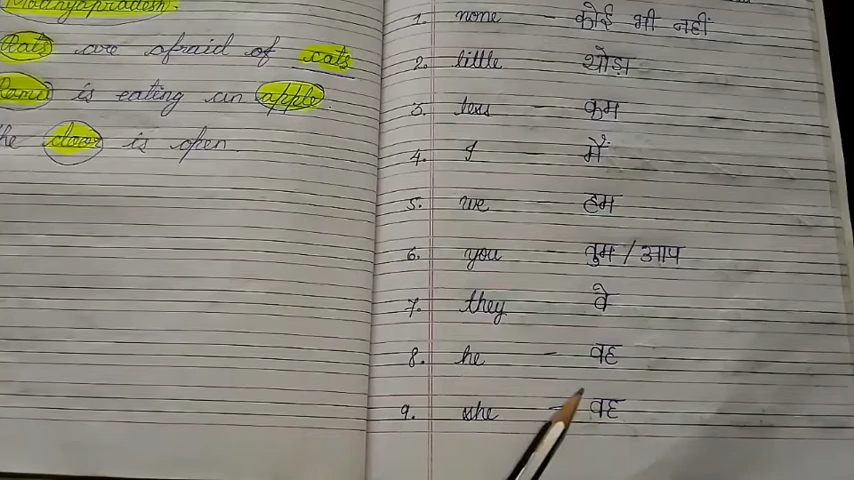 Madhyapradesh.
Rats are afraid of cats
is eating an apple.
The door is open.
1. none - कोई भी नहीं
2. little थोड़ा
3. less - कम
4. I - मैं
5. we हम
6. you - तुम / आप
7. they वे
8. he - वह
9. she - वह